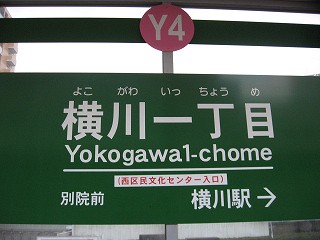 Y4
よこ がわ いっ ちょう め
横川一丁目
Yokogawa1-chome
(西区民文化センター入口)
別院前 横川駅→